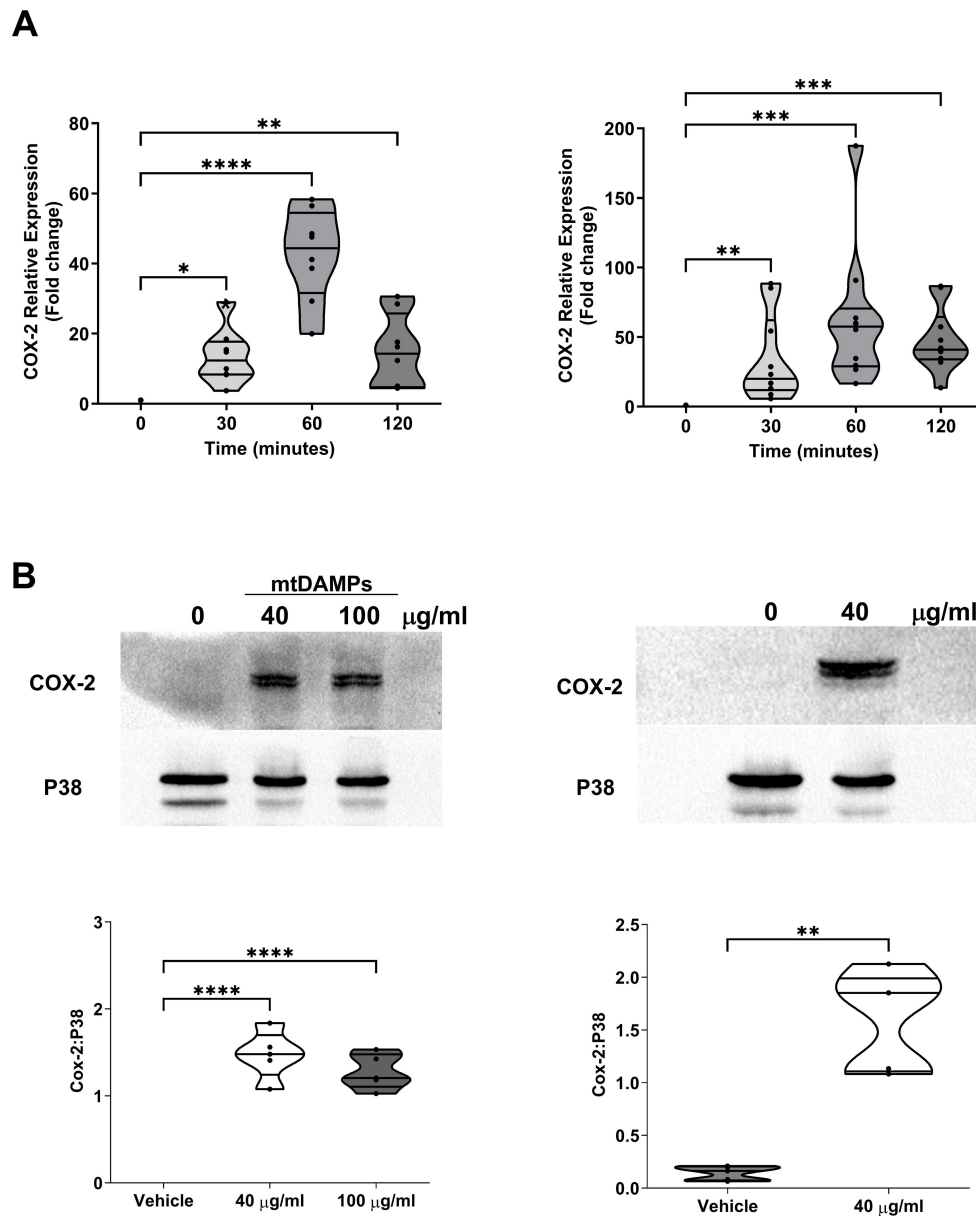 A
**
****
*
80
60
40
20
0
COX-2 Relative Expression
(Fold change)
0 30 60 120
Time (minutes)
***
***
**
200
150
100
50
0
COX-2 Relative Expression
(Fold change)
0 30 60 120
Time (minutes)
B
mtDAMPs
0 40 100 μg/ml
COX-2
P38
0 40 μg/ml
COX-2
P38
****
****
3
2
1
0
Cox-2:P38
Vehicle 40 μg/ml 100 μg/ml
**
2.5
2.0
1.5
1.0
0.5
0.0
Cox-2:P38
Vehicle 40 μg/ml